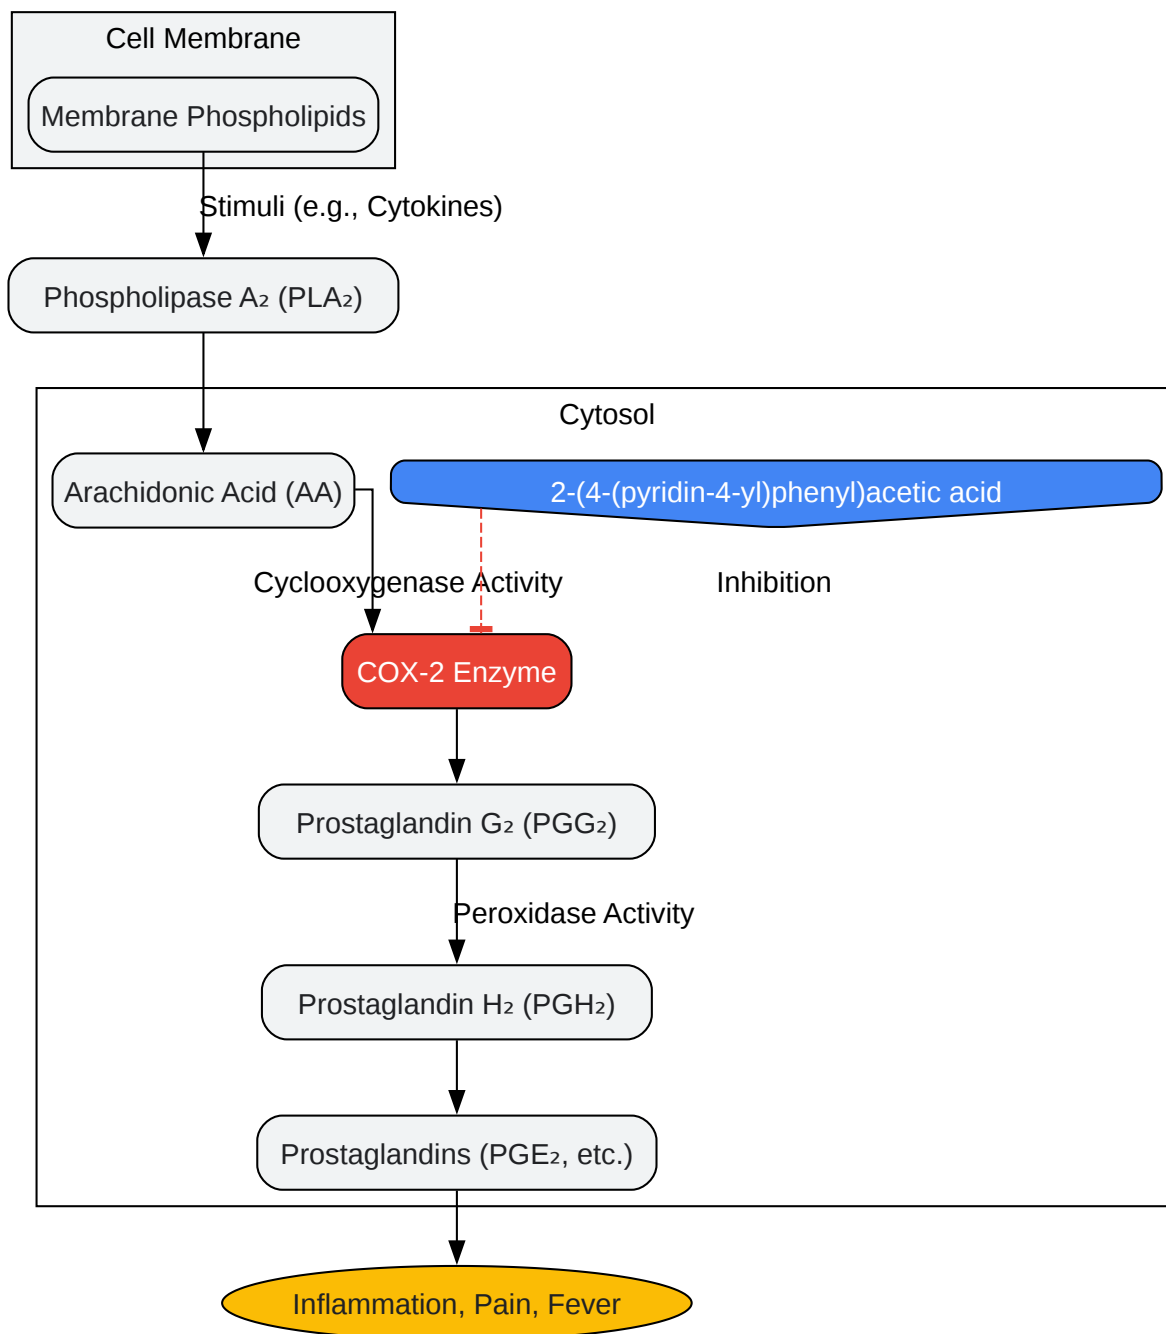 Cell Membrane
Membrane Phospholipids
Stimuli (e.g., Cytokines)
Phospholipase A₂ (PLA₂)
Cytosol
Arachidonic Acid (AA)
2-(4-(pyridin-4-yl)phenyl)acetic acid
Cyclooxygenase Activity
Inhibition
COX-2 Enzyme
Prostaglandin G₂ (PGG₂)
Peroxidase Activity
Prostaglandin H₂ (PGH₂)
Prostaglandins (PGE₂, etc.)
Inflammation, Pain, Fever